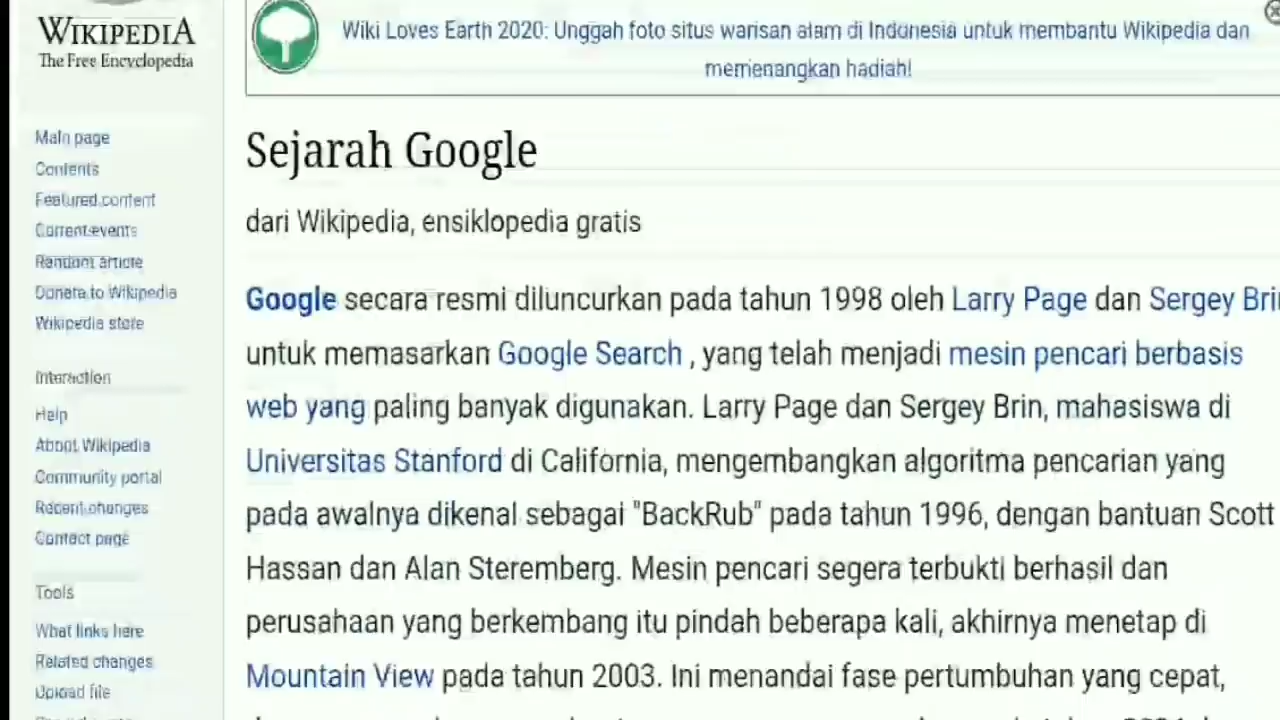 WIKIPEDIA
The Free Encyclopedia
Main page
Contents
Featured content
Current events
Random article
Donate to Wikipedia
Wikipedia store
Interaction
Help
About Wikipedia
Community portal
Recent changes
Contact page
Tools
What links here
Related changes
Upload file
Wiki Loves Earth 2020: Unggah foto situs warisan alam di Indonesia untuk membantu Wikipedia dan
memenangkan hadiah!
Sejarah Google
dari Wikipedia, ensiklopedia gratis
Google secara resmi diluncurkan pada tahun 1998 oleh Larry Page dan Sergey Brin
untuk memasarkan Google Search , yang telah menjadi mesin pencari berbasis
web yang paling banyak digunakan. Larry Page dan Sergey Brin, mahasiswa di
Universitas Stanford di California, mengembangkan algoritma pencarian yang
pada awalnya dikenal sebagai "BackRub" pada tahun 1996, dengan bantuan Scott
Hassan dan Alan Steremberg. Mesin pencari segera terbukti berhasil dan
perusahaan yang berkembang itu pindah beberapa kali, akhirnya menetap di
Mountain View pada tahun 2003. Ini menandai fase pertumbuhan yang cepat,